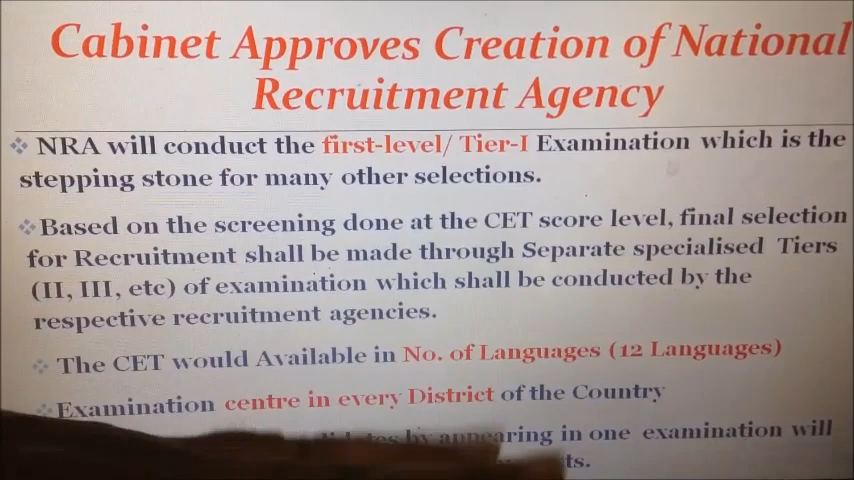 Cabinet Approves Creation of National
Recruitment Agency
NRA will conduct the first-level/ Tier-I Examination which is the
stepping stone for many other selections.
Based on the screening done at the CET score level, final selection
for Recruitment shall be made through Separate specialised Tiers
(II, III, etc) of examination which shall be conducted by the
respective recruitment agencies.
The CET would Available in No. of Languages (12 Languages)
Examination centre in every District of the Country
by appearing in one examination will